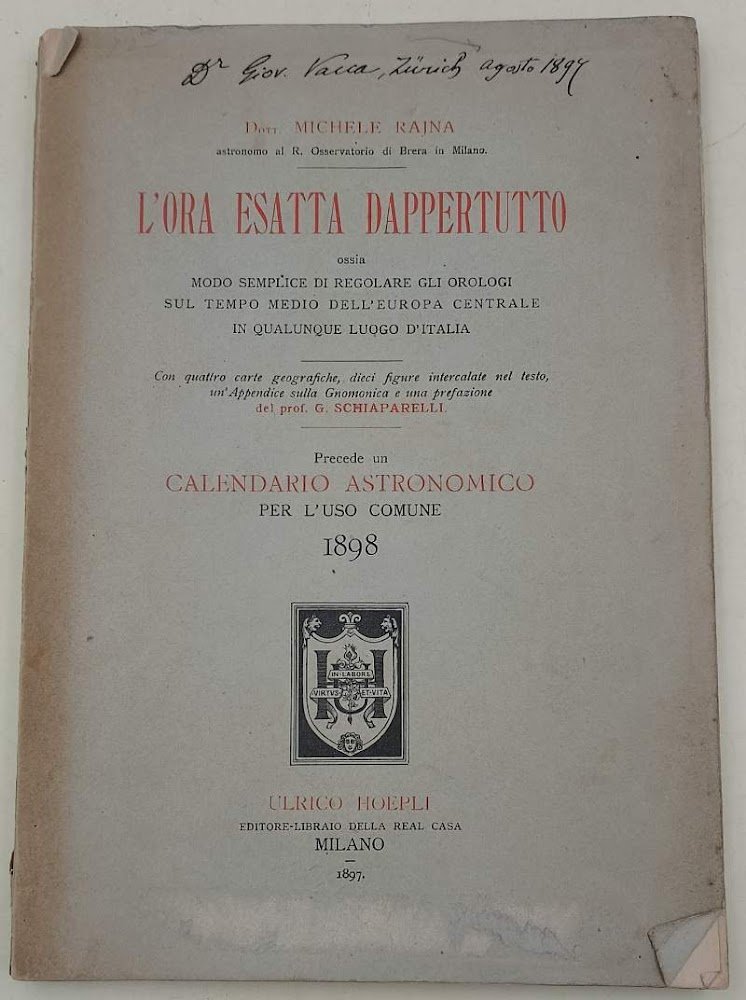 Dr Giov. Vacca, Zürich agosto 1897
Dott. MICHELE RAJNA
astronomo al R. Osservatorio di Brera in Milano.
L'ORA ESATTA DAPPERTUTTO
ossia
MODO SEMPLICE DI REGOLARE GLI OROLOGI
SUL TEMPO MEDIO DELL'EUROPA CENTRALE
IN QUALUNQUE LUOGO D'ITALIA
Con quattro carte geografiche, dieci figure intercalate nel testo,
un'Appendice sulla Gnomonica e una prefazione
del prof. G. SCHIAPARELLI.
Precede un
CALENDARIO ASTRONOMICO
PER L'USO COMUNE
1898
IN·LABORE
VIRTVS ET·VITA
ULRICO HOEPLI
EDITORE-LIBRAIO DELLA REAL CASA
MILANO
1897.